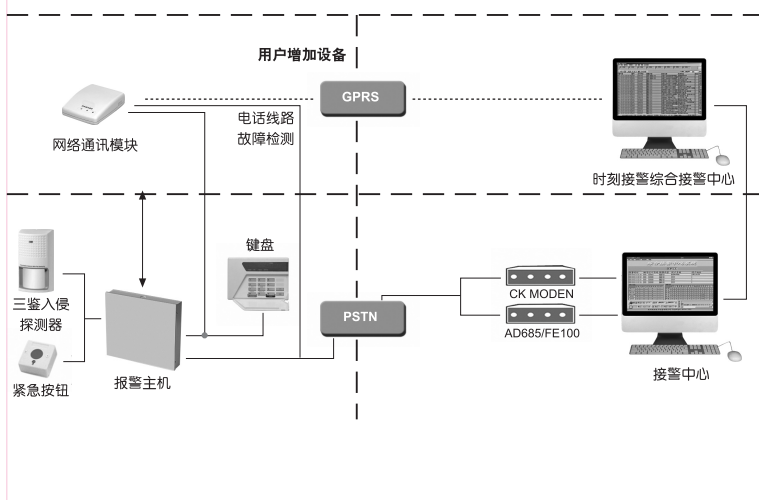 用户增加设备
GPRS
电话线路
故障检测
网络通讯模块
时刻接警综合接警中心
键盘
三鉴入侵
探测器
紧急按钮
报警主机
PSTN
CK MODEN
AD685/FE100
接警中心